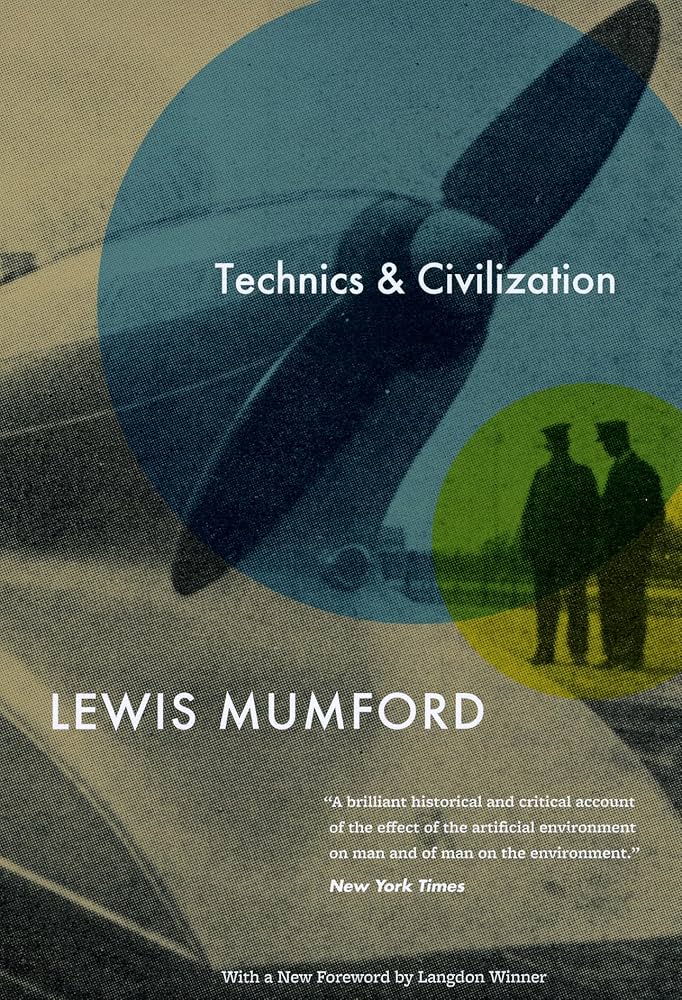 Technics & Civilization
LEWIS MUMFORD
“A brilliant historical and critical account
of the effect of the artificial environment
on man and of man on the environment.”
New York Times
With a New Foreword by Langdon Winner